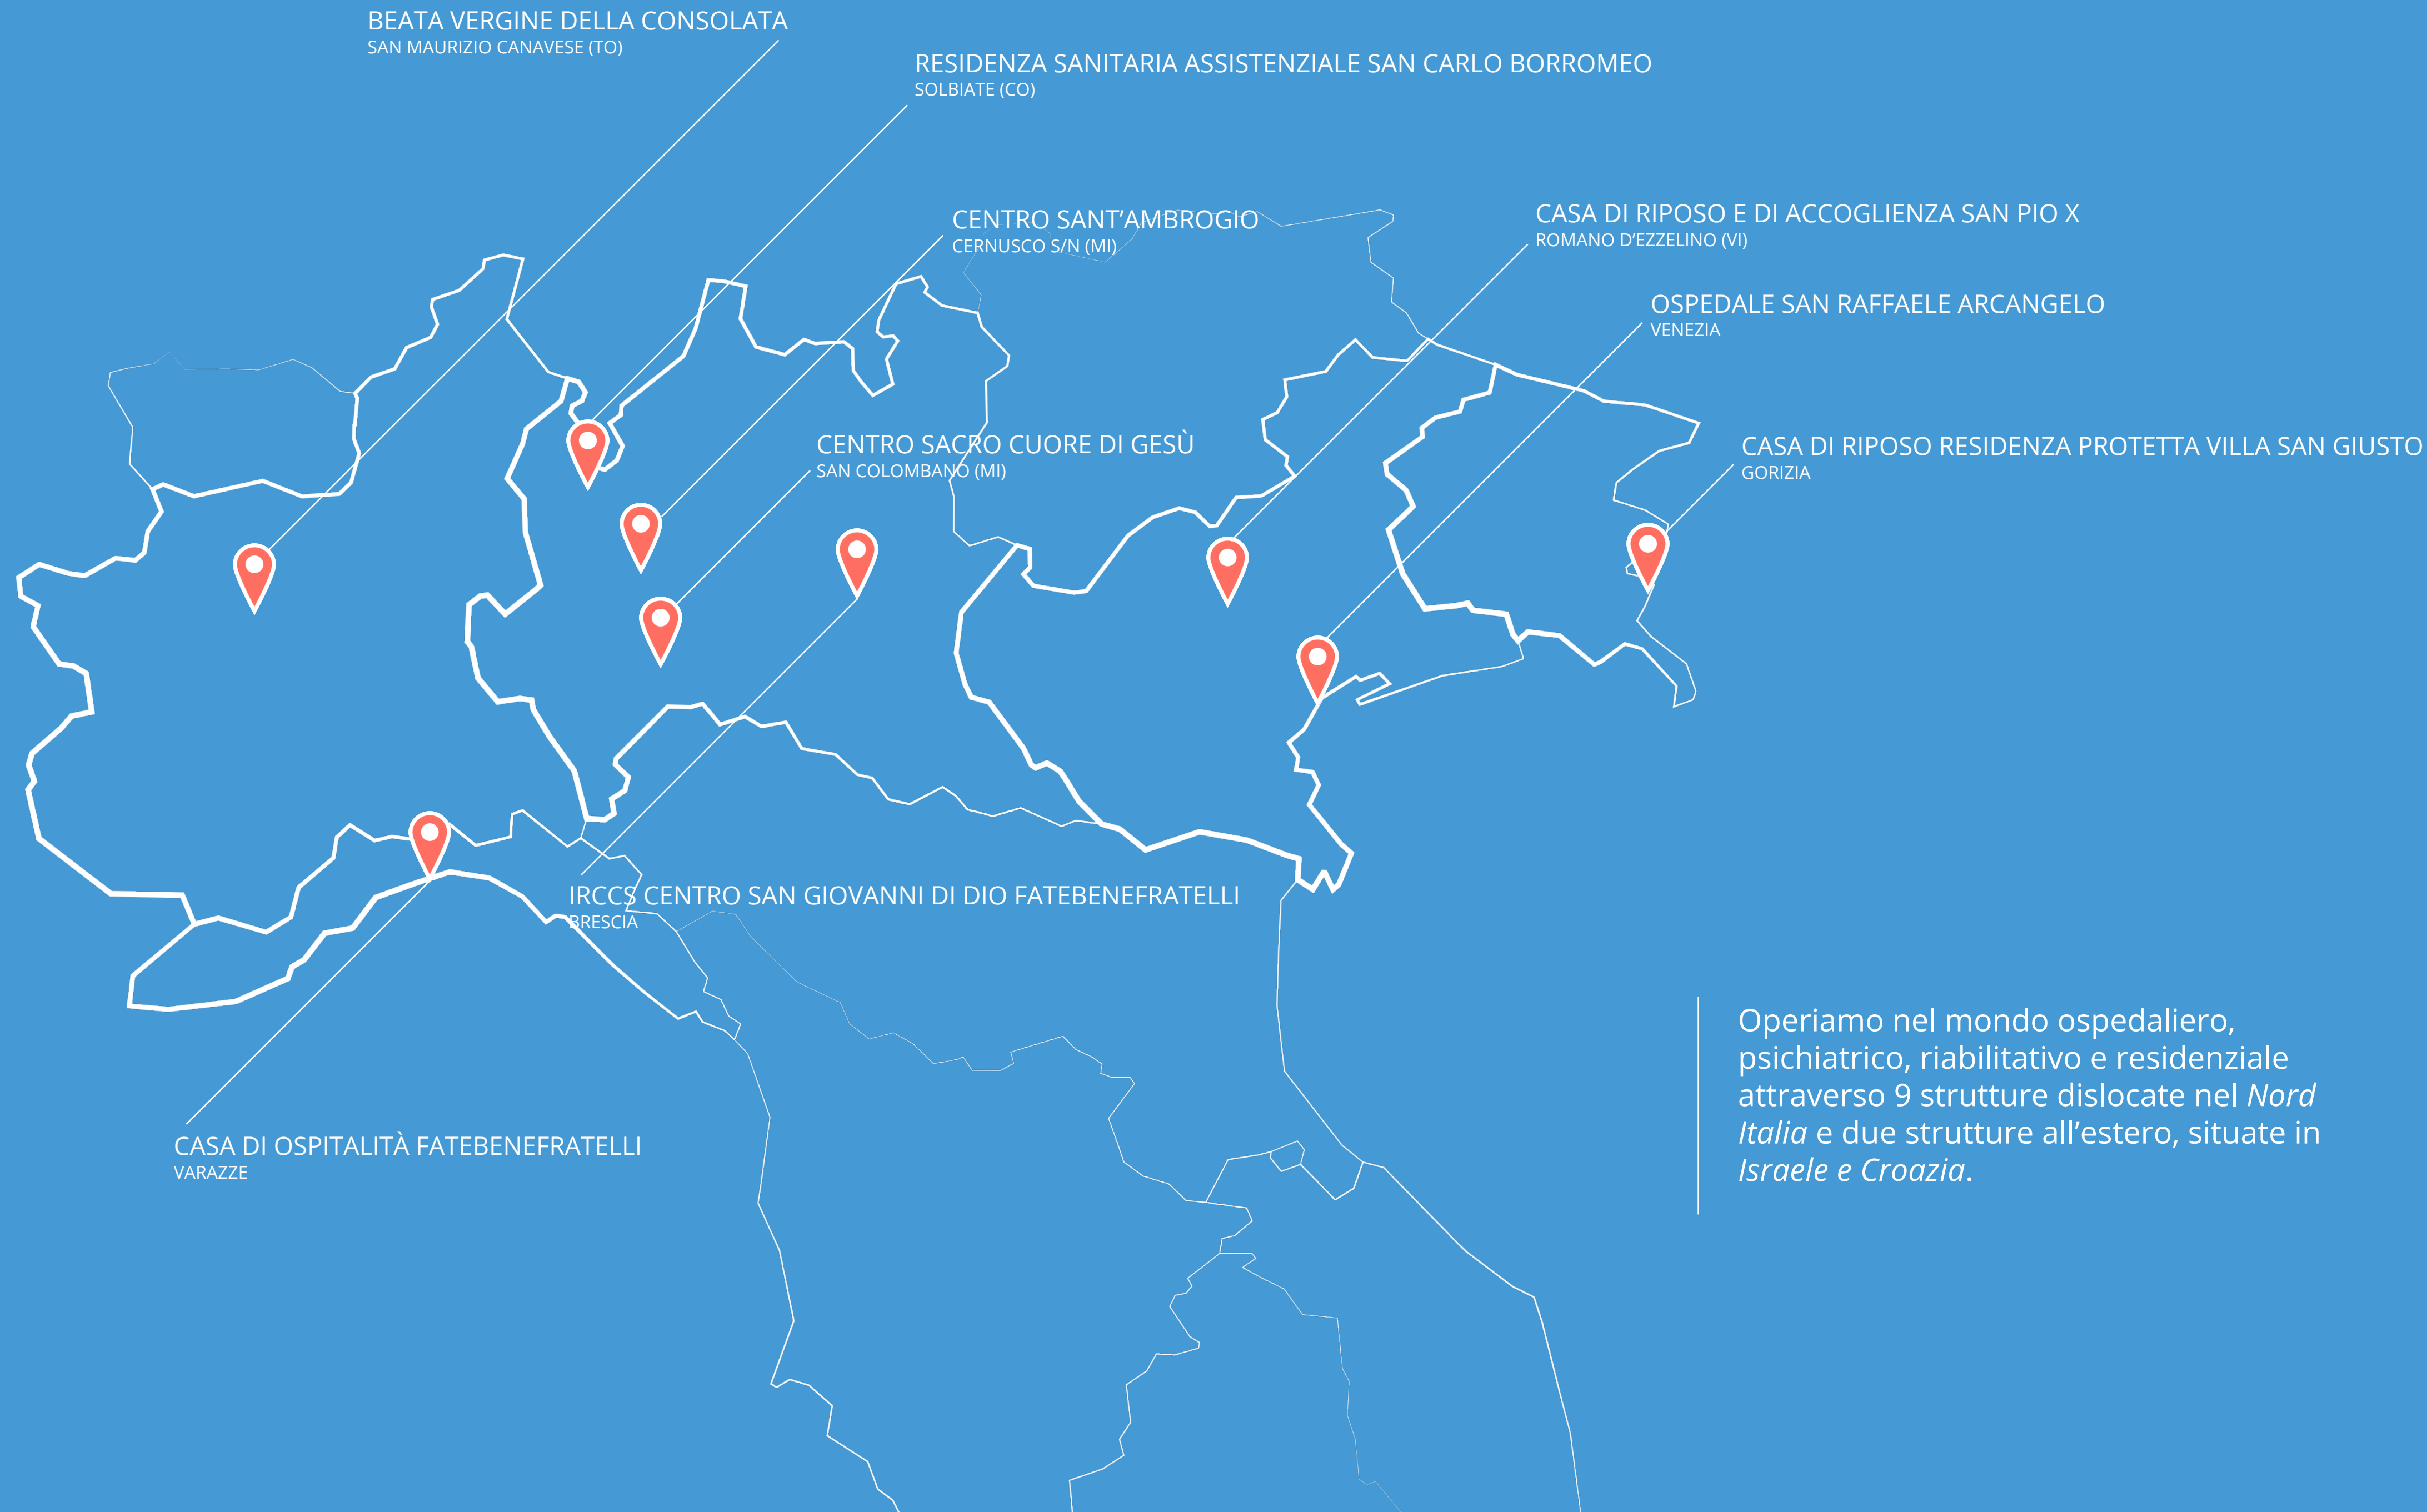 BEATA VERGINE DELLA CONSOLATA
SAN MAURIZIO CANAVESE (TO)
RESIDENZA SANITARIA ASSISTENZIALE SAN CARLO BORROMEO
SOLBIATE (CO)
CENTRO SANT’AMBROGIO
CERNUSCO S/N (MI)
CASA DI RIPOSO E DI ACCOGLIENZA SAN PIO X
ROMANO D’EZZELINO (VI)
OSPEDALE SAN RAFFAELE ARCANGELO
VENEZIA
CENTRO SACRO CUORE DI GESÙ
SAN COLOMBANO (MI)
CASA DI RIPOSO RESIDENZA PROTETTA VILLA SAN GIUSTO
GORIZIA
IRCCS CENTRO SAN GIOVANNI DI DIO FATEBENEFRATELLI
BRESCIA
CASA DI OSPITALITÀ FATEBENEFRATELLI
VARAZZE
Operiamo nel mondo ospedaliero,
psichiatrico, riabilitativo e residenziale
attraverso 9 strutture dislocate nel Nord
Italia e due strutture all’estero, situate in
Israele e Croazia.